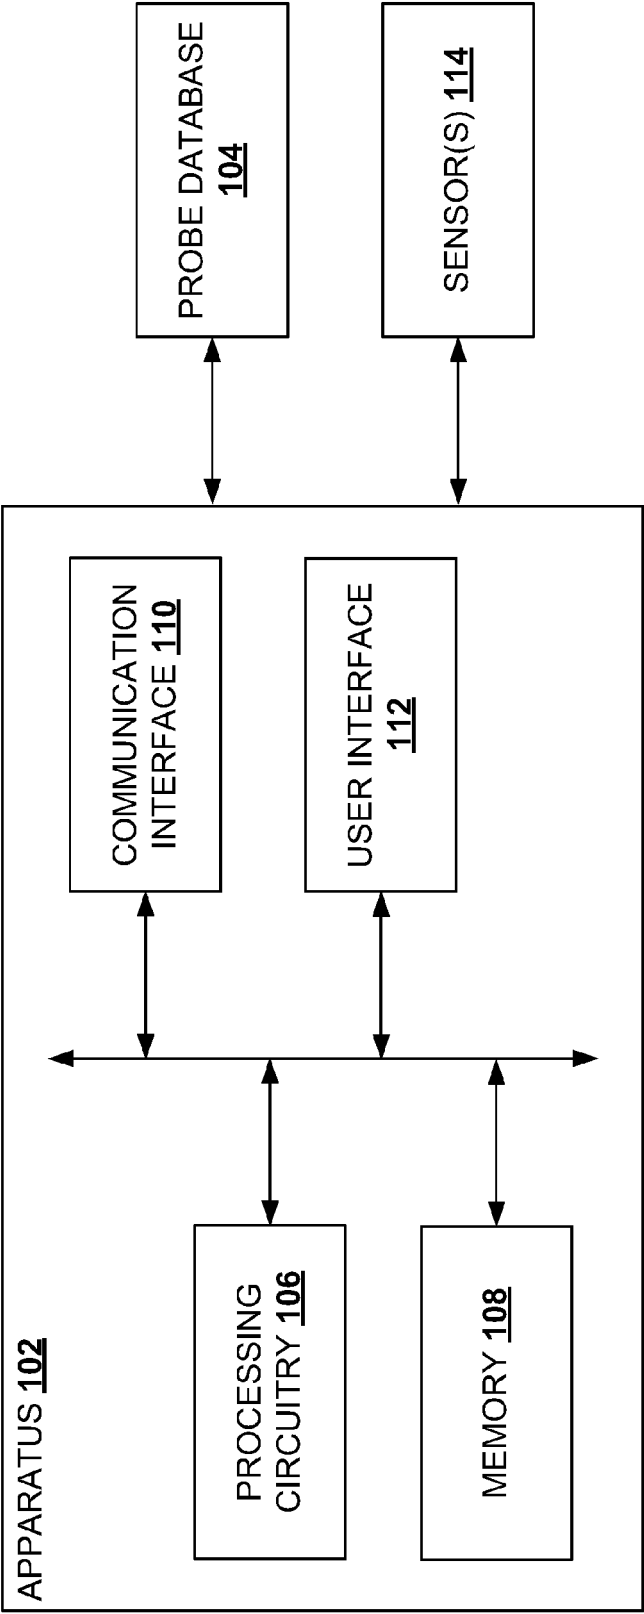 APPARATUS 102
PROCESSING
CIRCUITRY 106
MEMORY 108
COMMUNICATION
INTERFACE 110
USER INTERFACE
112
PROBE DATABASE
104
SENSOR(S) 114